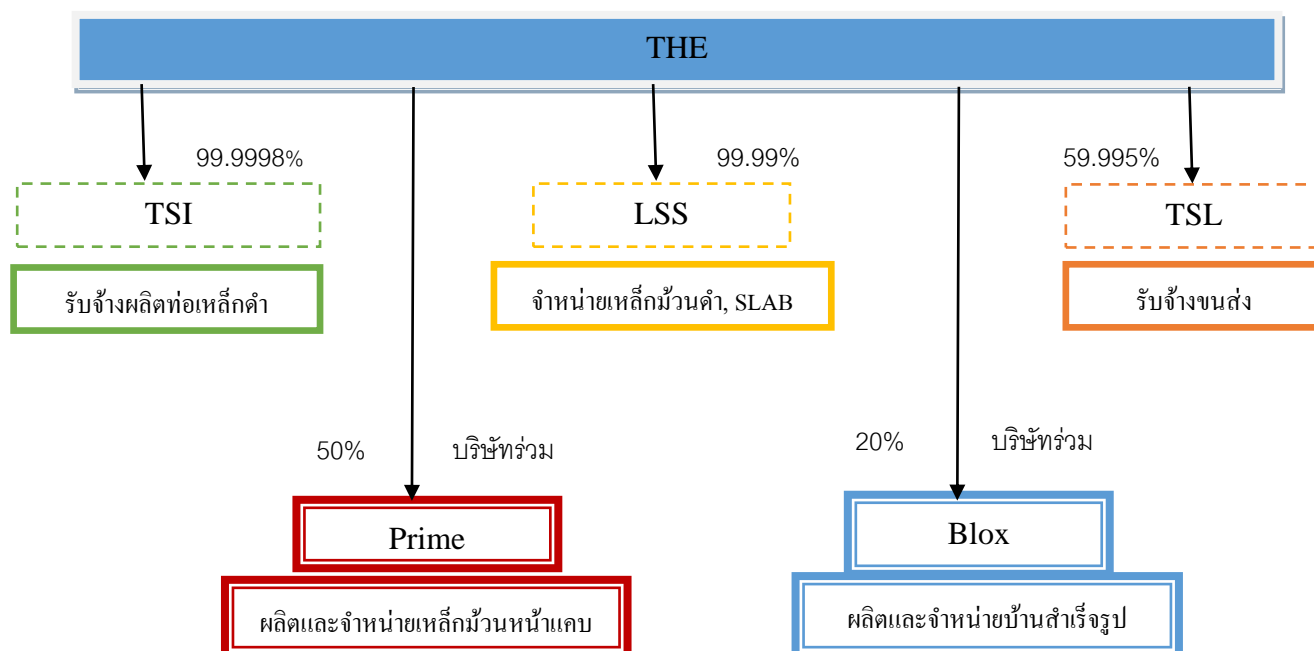 THE
99.9998%
99.99%
59.995%
TSI
LSS
TSL
รับจ้างผลิตท่อเหล็กดำ
จำหน่ายเหล็กม้วนดำ, SLAB
รับจ้างขนส่ง
50%
บริษัทร่วม
20%
บริษัทร่วม
Prime
Blox
ผลิตและจำหน่ายเหล็กม้วนหน้าแคบ
ผลิตและจำหน่ายบ้านสำเร็จรูป